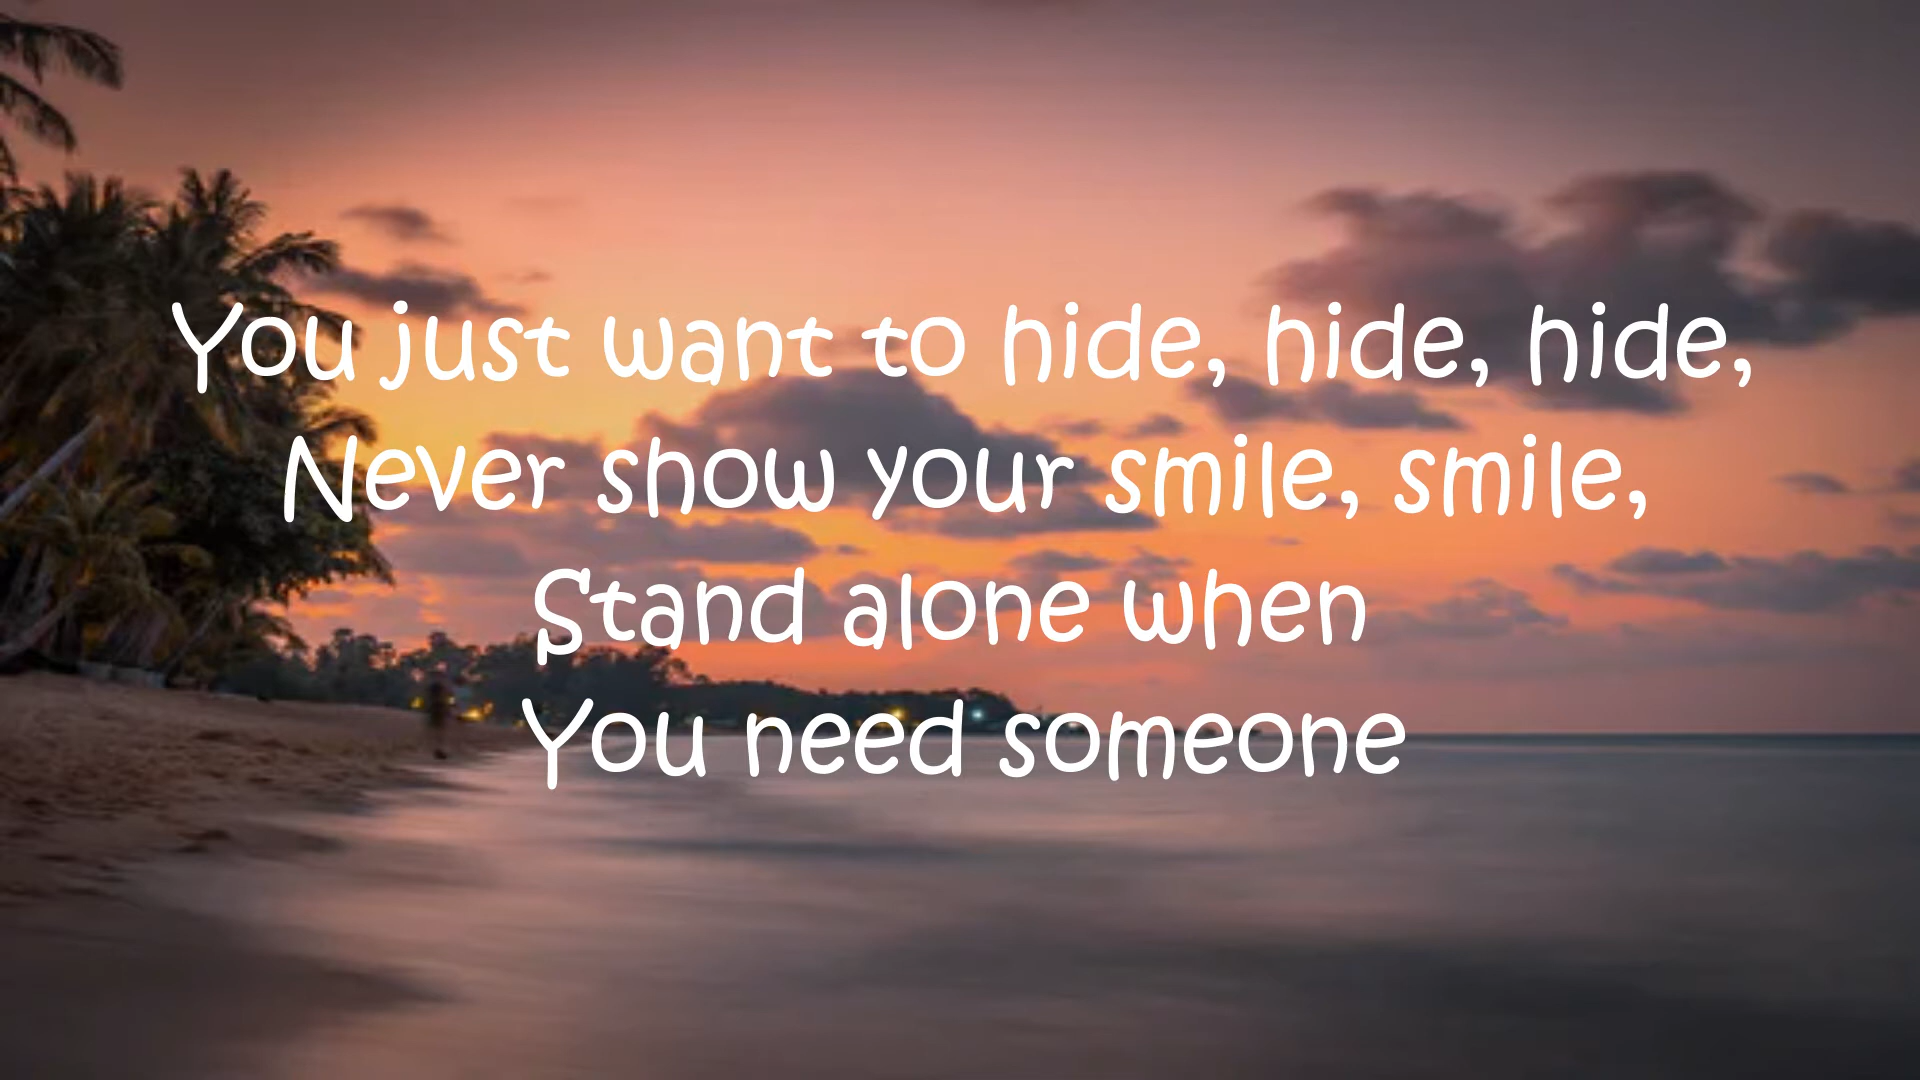 You just want to hide, hide, hide,
Never show your smile, smile,
Stand alone when
You need someone